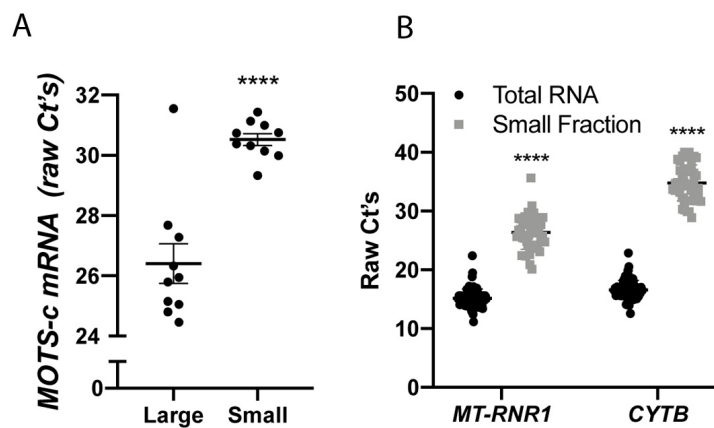 A
MOTS-c mRNA (raw Ct's)
****
32
30
28
26
24
0
Large Small
B
Total RNA
Small Fraction
Raw Ct's
50
40
30
20
10
0
****
****
MT-RNR1 CYTB